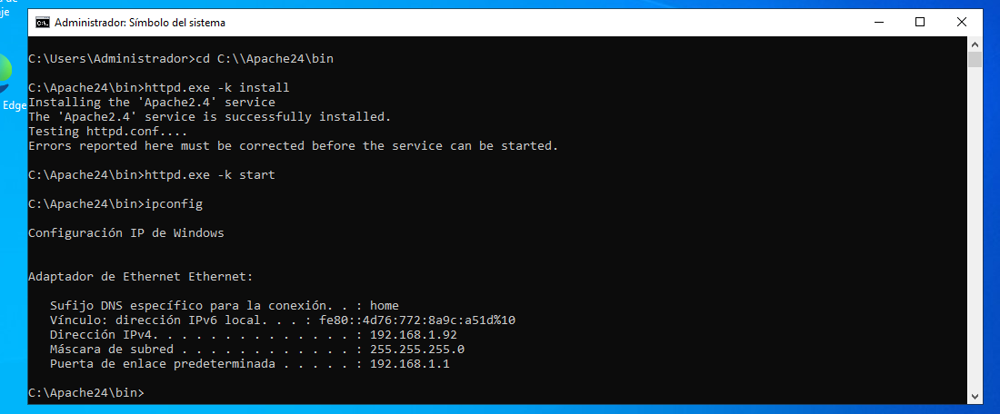 de
je
Edge
Administrador: Símbolo del sistema
C:\Users\Administrador>cd C:\\Apache24\bin
C:\Apache24\bin>httpd.exe -k install
Installing the 'Apache2.4' service
The 'Apache2.4' service is successfully installed.
Testing httpd.conf....
Errors reported here must be corrected before the service can be started.
C:\Apache24\bin>httpd.exe -k start
C:\Apache24\bin>ipconfig
Configuración IP de Windows
Adaptador de Ethernet Ethernet:
Sufijo DNS específico para la conexión. . : home
Vínculo: dirección IPv6 local. . . : fe80::4d76:772:8a9c:a51d%10
Dirección IPv4. . . . . . . . . . . . . . : 192.168.1.92
Máscara de subred . . . . . . . . . . . . : 255.255.255.0
Puerta de enlace predeterminada . . . . . : 192.168.1.1
C:\Apache24\bin>